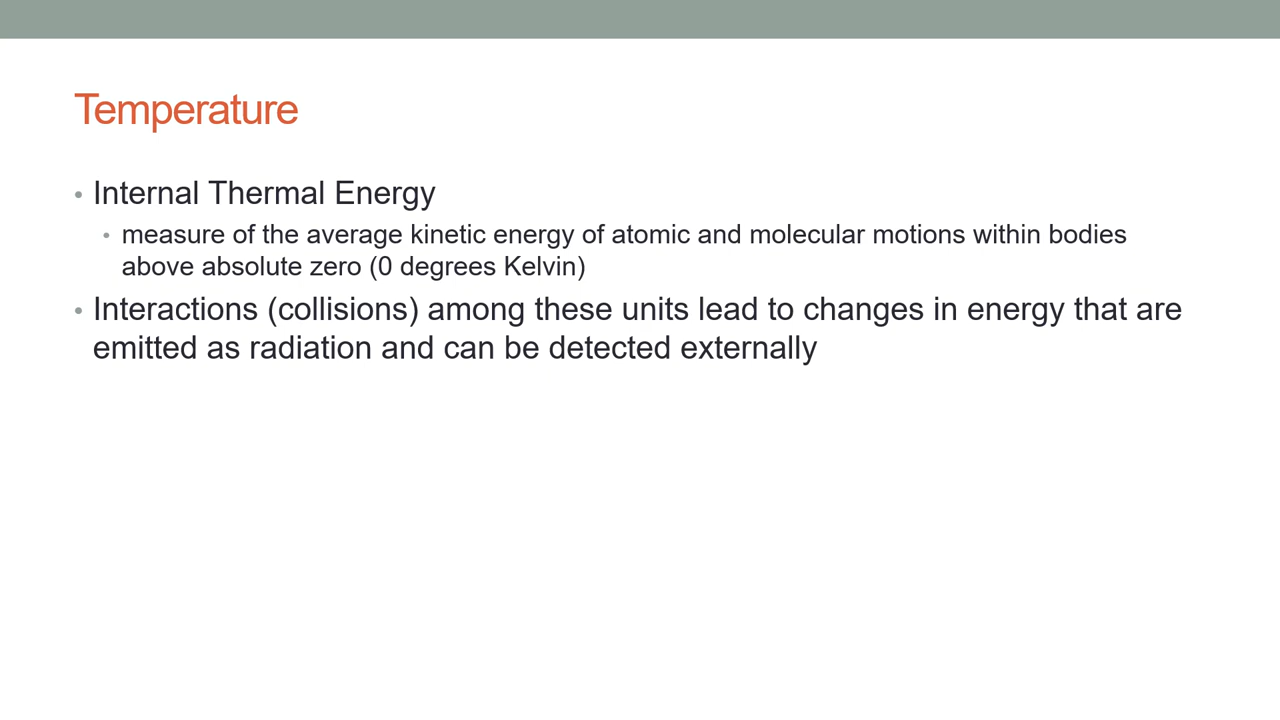 Temperature
• Internal Thermal Energy
• measure of the average kinetic energy of atomic and molecular motions within bodies
above absolute zero (0 degrees Kelvin)
• Interactions (collisions) among these units lead to changes in energy that are
emitted as radiation and can be detected externally